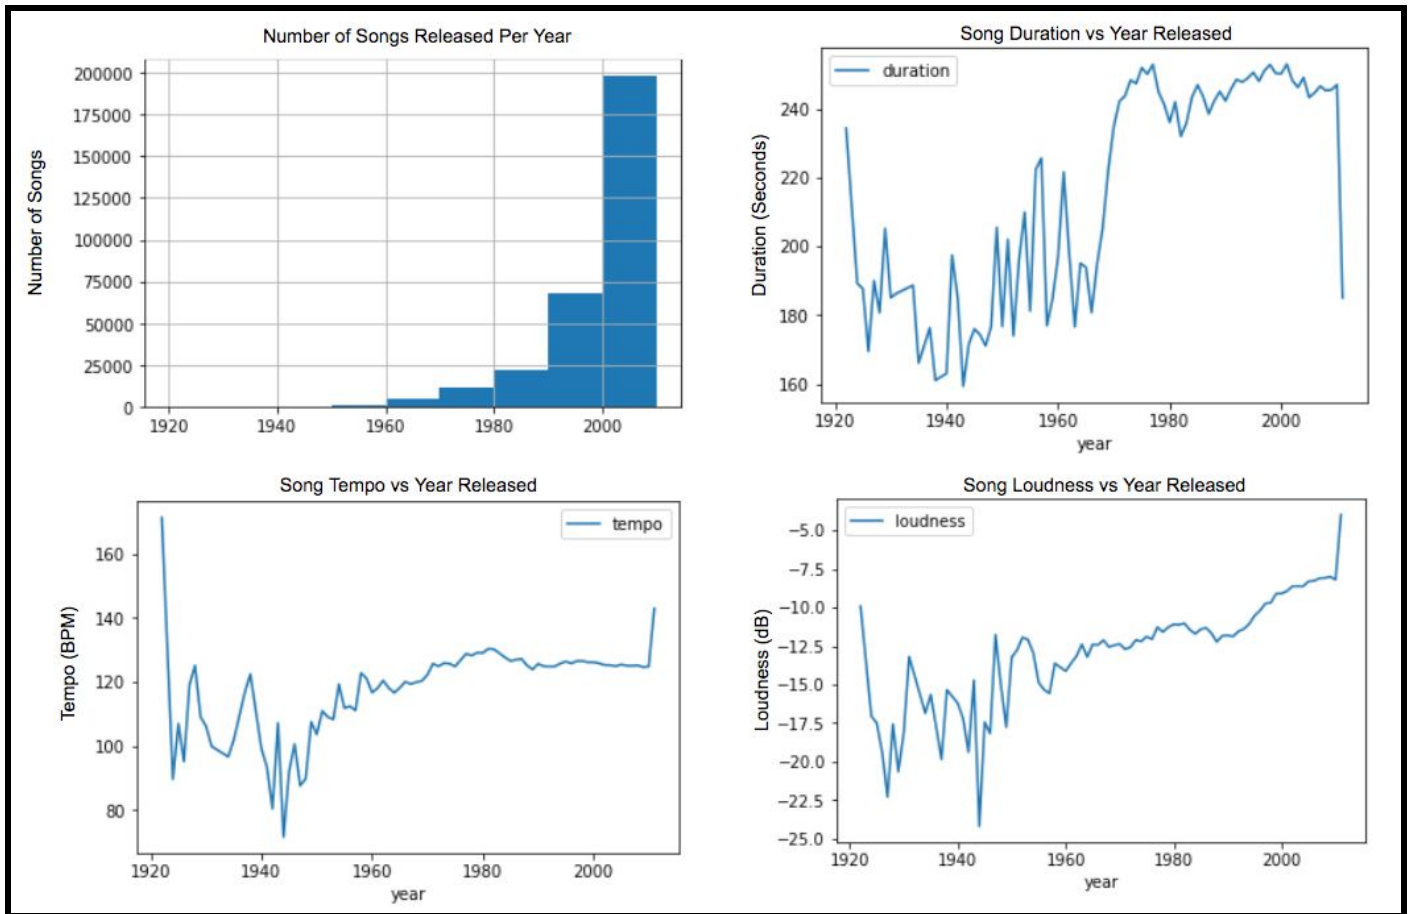 Number of Songs Released Per Year
Number of Songs
200000
175000
150000
125000
100000
75000
50000
25000
0
1920 1940 1960 1980 2000
Song Duration vs Year Released
duration
Duration (Seconds)
240
220
200
180
160
1920 1940 1960 1980 2000
year
Song Tempo vs Year Released
tempo
Tempo (BPM)
160
140
120
100
80
1920 1940 1960 1980 2000
year
Song Loudness vs Year Released
loudness
Loudness (dB)
−5.0
−7.5
−10.0
−12.5
−15.0
−17.5
−20.0
−22.5
−25.0
1920 1940 1960 1980 2000
year